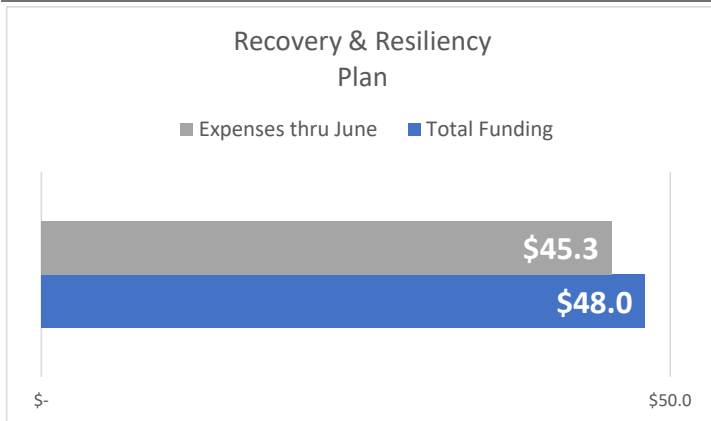 Recovery & Resiliency
Plan
Expenses thru June Total Funding
$45.3
$48.0
$- $50.0